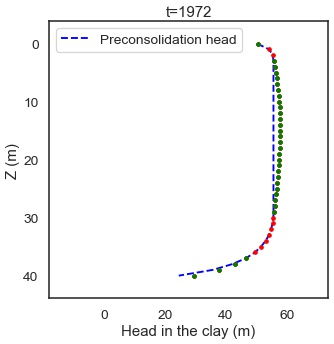 t=1972
Preconsolidation head
0
10
20
30
40
Z (m)
0 20 40 60
Head in the clay (m)